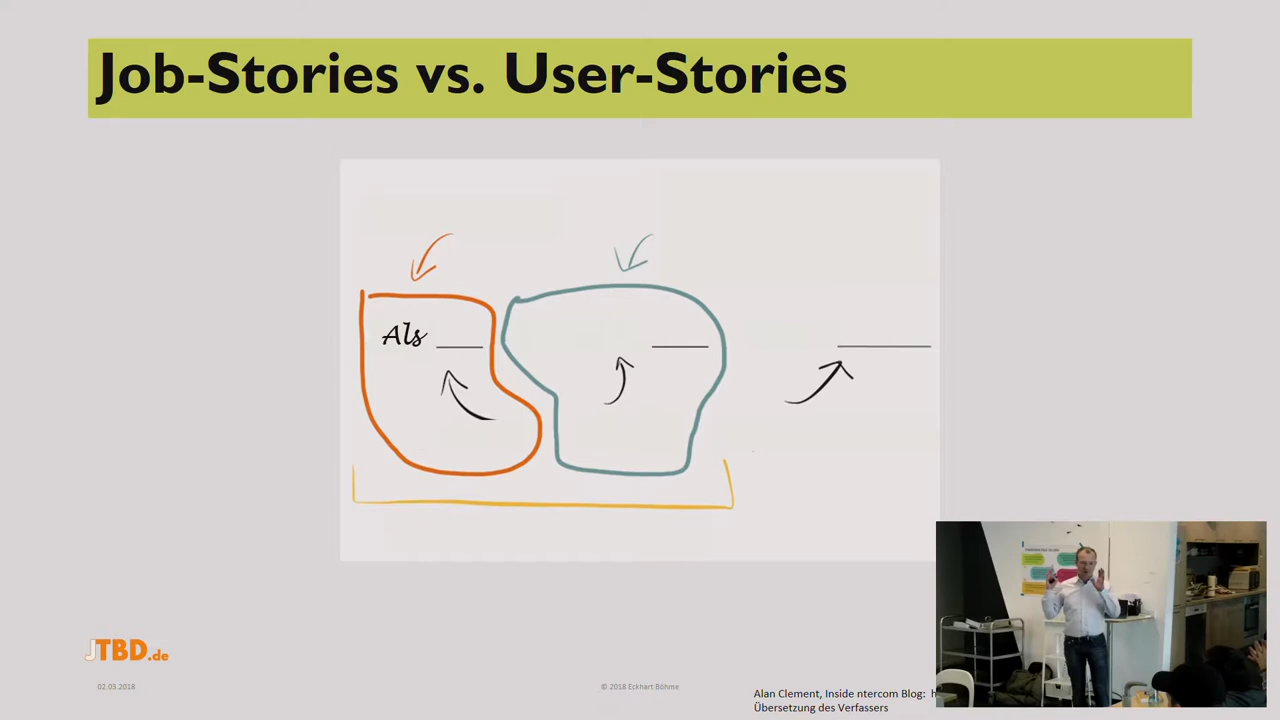 Job-Stories vs. User-Stories
Als
JTBD.de
02.03.2018
© 2018 Eckhart Böhme
Alan Clement, Inside ntercom Blog: h
Übersetzung des Verfassers